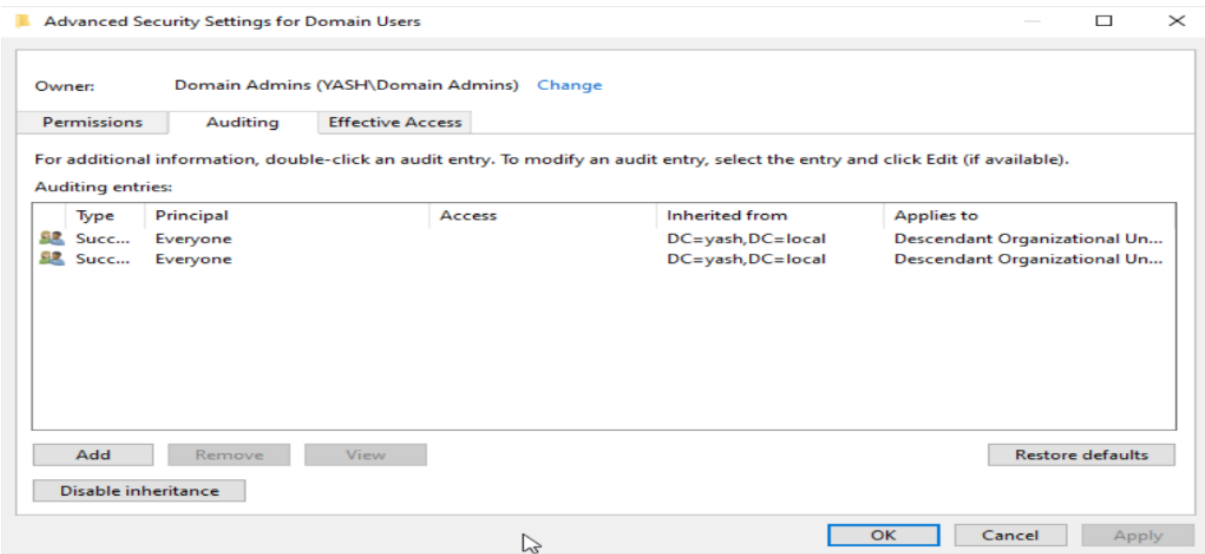 Advanced Security Settings for Domain Users
Owner: Domain Admins (YASH\Domain Admins) Change
Permissions Auditing Effective Access
For additional information, double-click an audit entry. To modify an audit entry, select the entry and click Edit (if available).
Auditing entries:
Type Principal Access Inherited from Applies to
Succ... Everyone DC=yash,DC=local Descendant Organizational Un...
Succ... Everyone DC=yash,DC=local Descendant Organizational Un...
Add Remove View Restore defaults
Disable inheritance
OK Cancel Apply